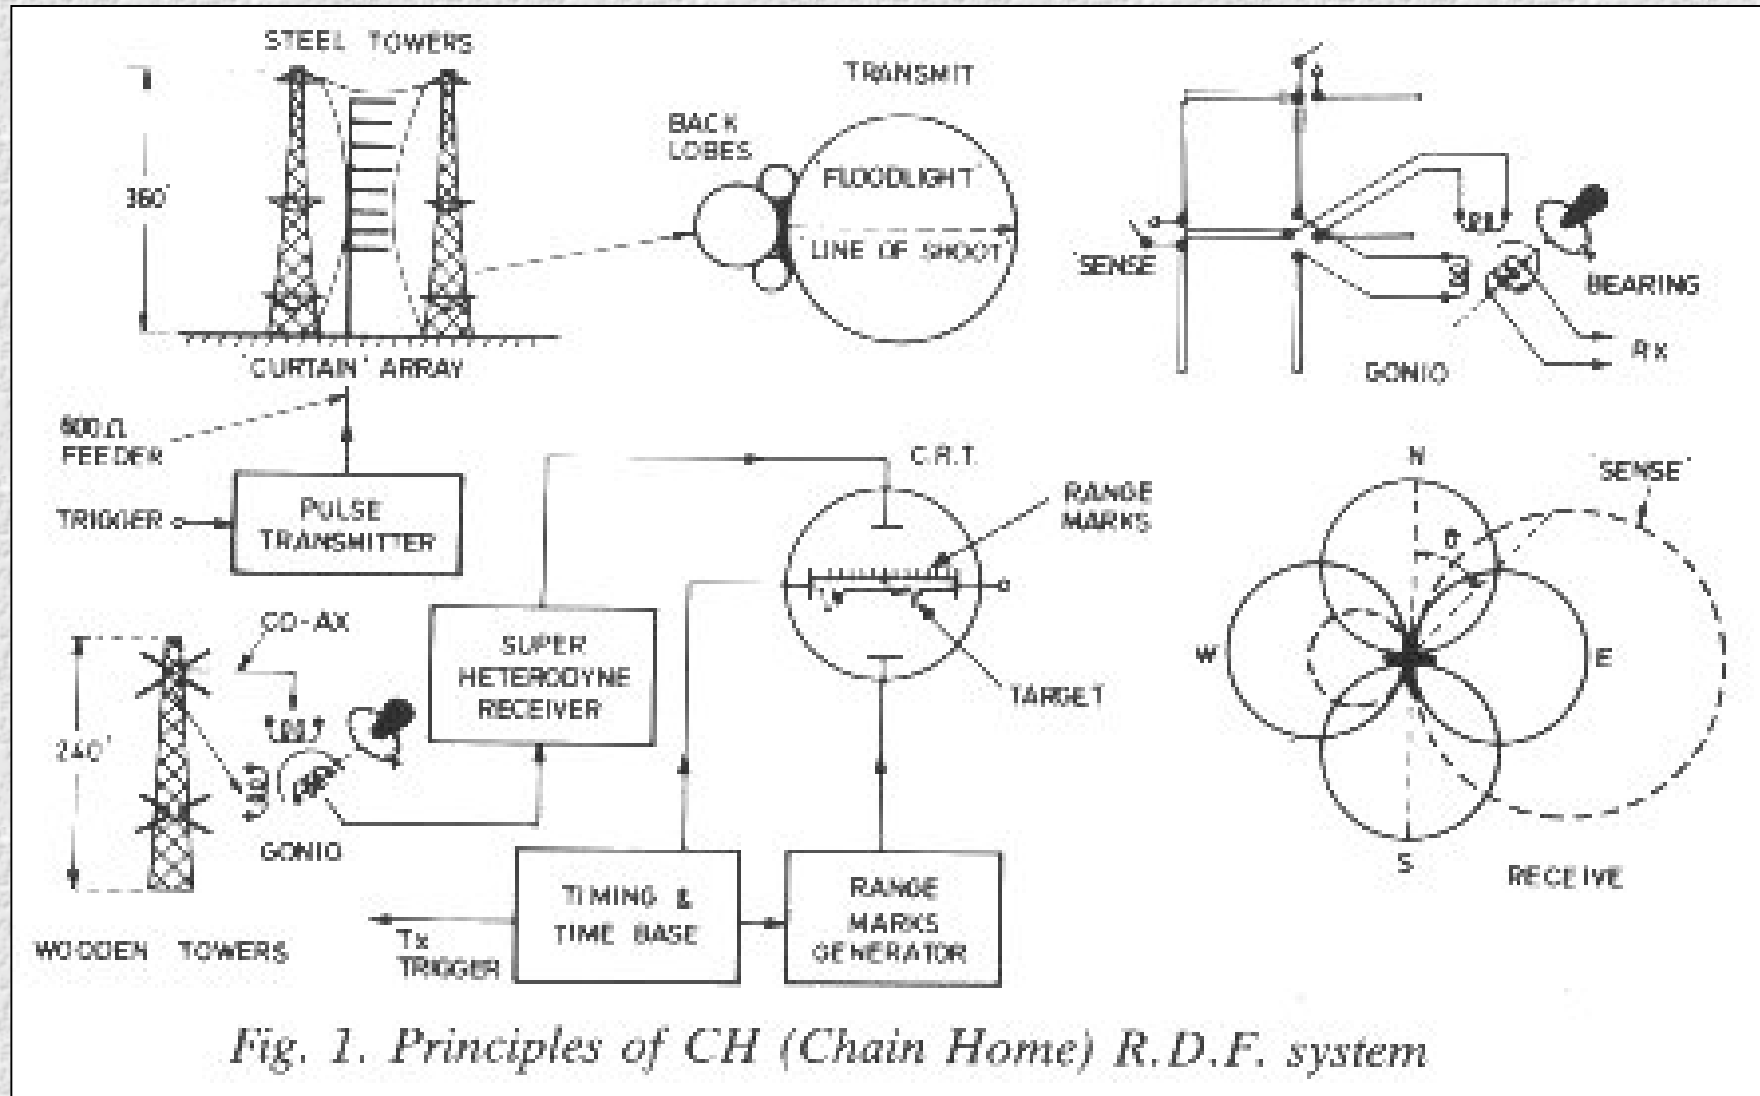 STEEL TOWERS
360'
'CURTAIN' ARRAY
600Ω
FEEDER
TRIGGER
PULSE
TRANSMITTER
TRANSMIT
BACK
LOBES
'FLOODLIGHT'
'LINE OF SHOOT'
'SENSE'
BEARING
GONIO
Rx
CO-AX
240'
GONIO
WOODEN TOWERS
SUPER
HETERODYNE
RECEIVER
C.R.T.
RANGE
MARKS
TARGET
Tx
TRIGGER
TIMING &
TIME BASE
RANGE
MARKS
GENERATOR
N
'SENSE'
θ
W
E
S
RECEIVE
Fig. 1. Principles of CH (Chain Home) R.D.F. system